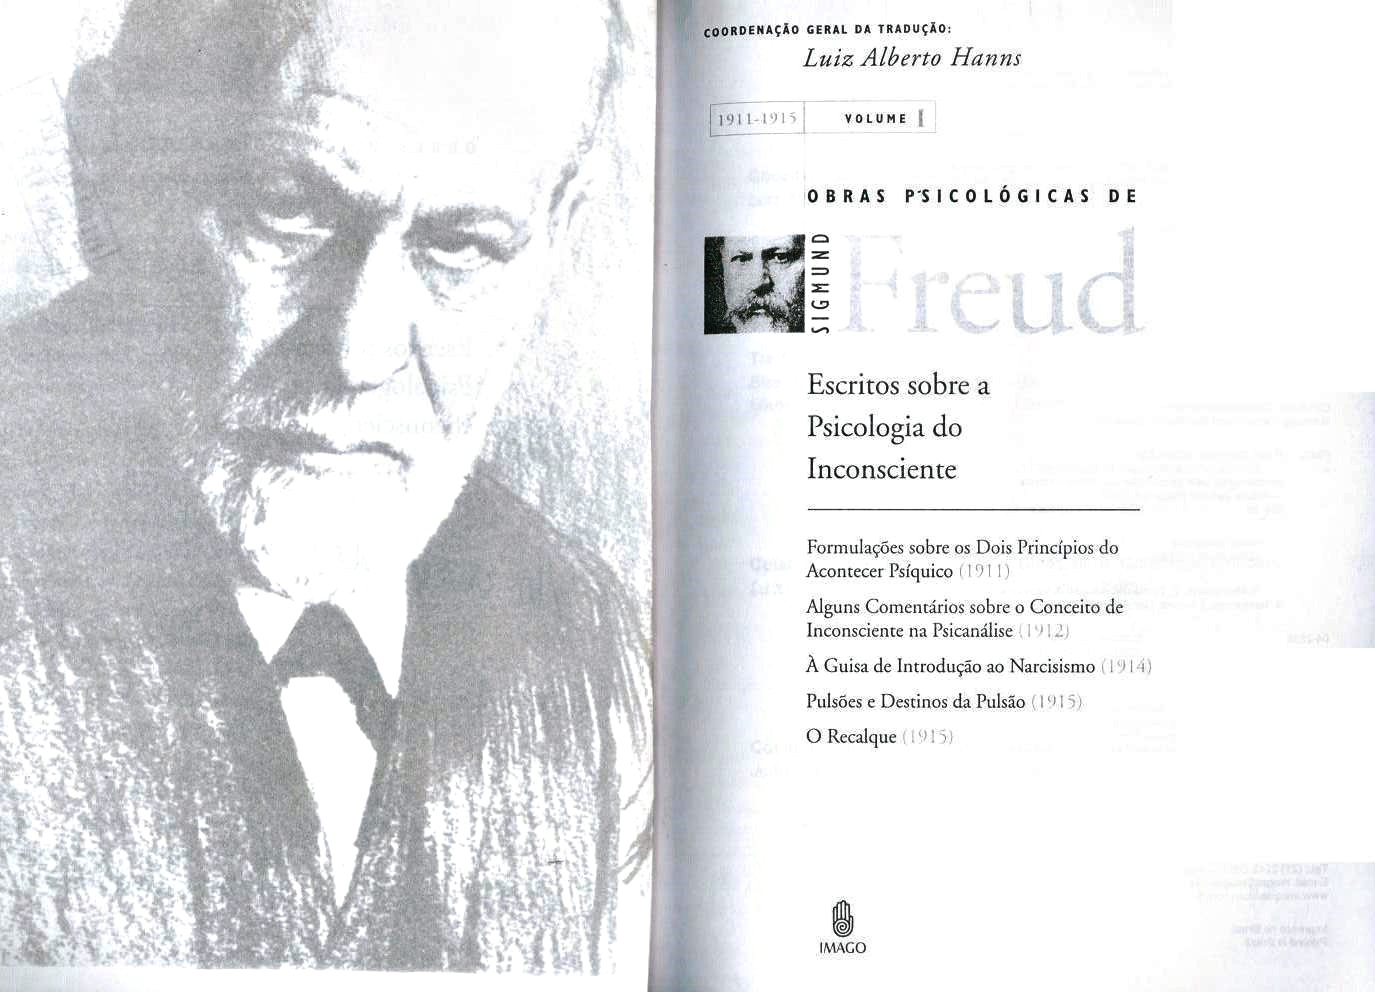 COORDENAÇÃO GERAL DA TRADUÇÃO:
Luiz Alberto Hanns
1911-1915 VOLUME I
OBRAS PSICOLÓGICAS DE
SIGMUND
Freud
Escritos sobre a
Psicologia do
Inconsciente
Formulações sobre os Dois Princípios do
Acontecer Psíquico (1911)
Alguns Comentários sobre o Conceito de
Inconsciente na Psicanálise (1912)
À Guisa de Introdução ao Narcisismo (1914)
Pulsões e Destinos da Pulsão (1915)
O Recalque (1915)
IMAGO